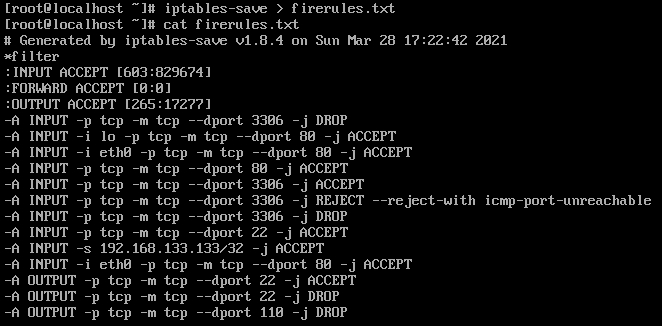 [root@localhost ~]# iptables-save > firerules.txt
[root@localhost ~]# cat firerules.txt
# Generated by iptables-save v1.8.4 on Sun Mar 28 17:22:42 2021
*filter
:INPUT ACCEPT [603:829674]
:FORWARD ACCEPT [0:0]
:OUTPUT ACCEPT [265:17277]
-A INPUT -p tcp -m tcp --dport 3306 -j DROP
-A INPUT -i lo -p tcp -m tcp --dport 80 -j ACCEPT
-A INPUT -i eth0 -p tcp -m tcp --dport 80 -j ACCEPT
-A INPUT -p tcp -m tcp --dport 80 -j ACCEPT
-A INPUT -p tcp -m tcp --dport 3306 -j ACCEPT
-A INPUT -p tcp -m tcp --dport 3306 -j REJECT --reject-with icmp-port-unreachable
-A INPUT -p tcp -m tcp --dport 3306 -j DROP
-A INPUT -p tcp -m tcp --dport 22 -j ACCEPT
-A INPUT -s 192.168.133.133/32 -j ACCEPT
-A INPUT -i eth0 -p tcp -m tcp --dport 80 -j ACCEPT
-A OUTPUT -p tcp -m tcp --dport 22 -j ACCEPT
-A OUTPUT -p tcp -m tcp --dport 22 -j DROP
-A OUTPUT -p tcp -m tcp --dport 110 -j DROP